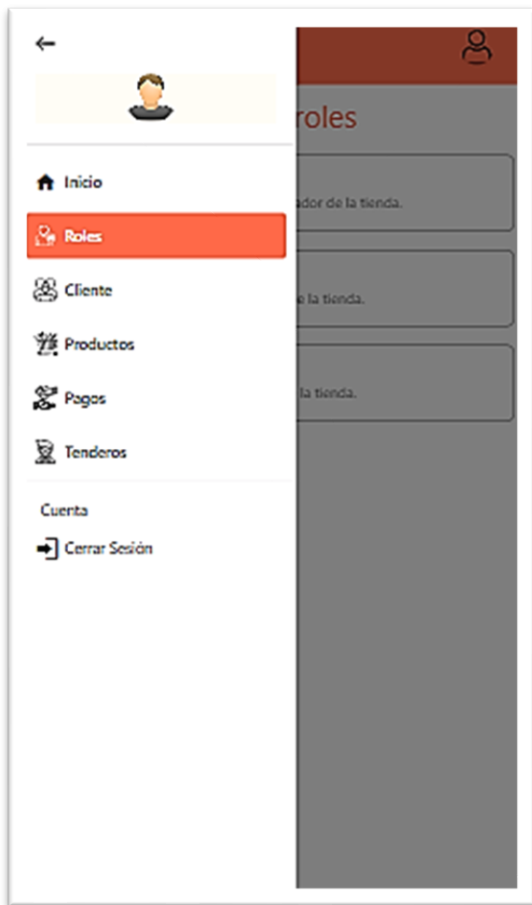 roles
Inicio
ador de la tienda.
Roles
Cliente
e la tienda.
Productos
Pagos
la tienda.
Tenderos
Cuenta
Cerrar Sesión